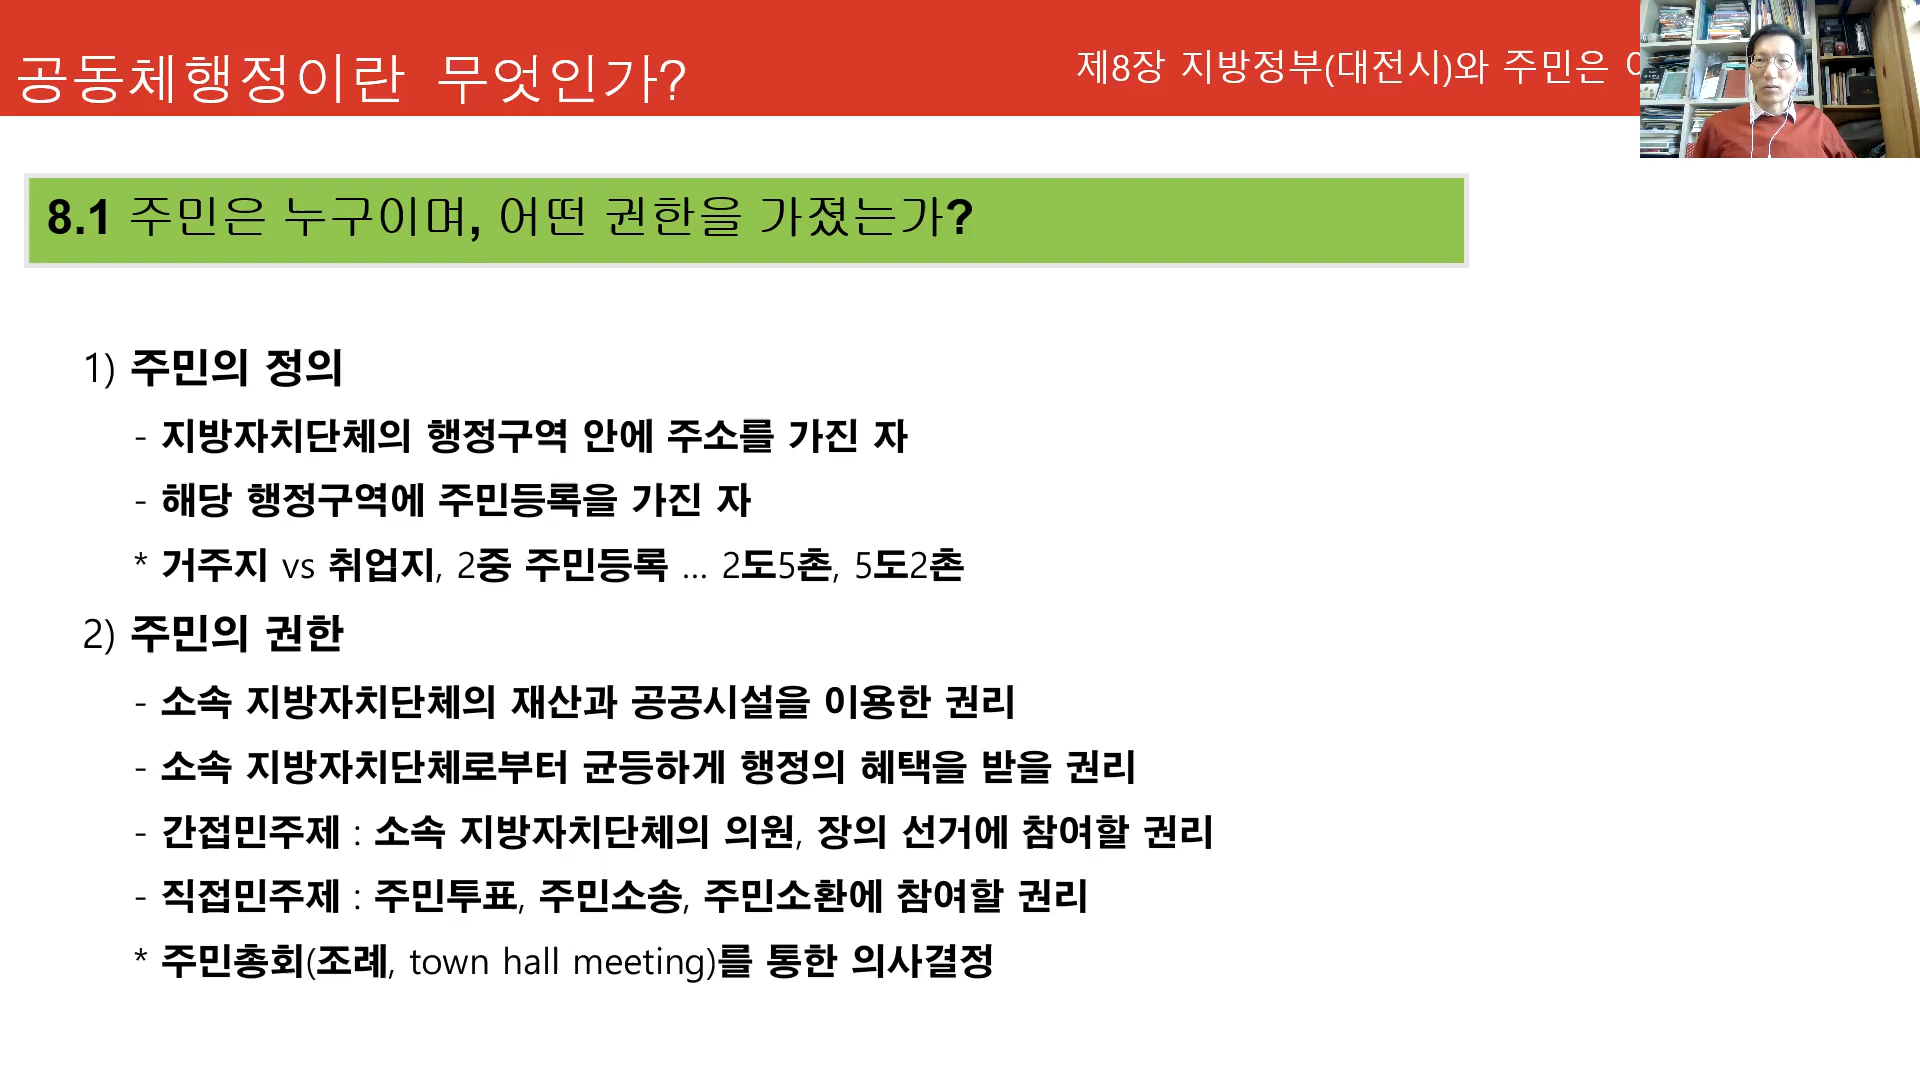 공동체행정이란 무엇인가?
제8장 지방정부(대전시)와 주민은
8.1 주민은 누구이며, 어떤 권한을 가졌는가?
1) 주민의 정의
- 지방자치단체의 행정구역 안에 주소를 가진 자
- 해당 행정구역에 주민등록을 가진 자
* 거주지 vs 취업지, 2중 주민등록 ... 2도5촌, 5도2촌
2) 주민의 권한
- 소속 지방자치단체의 재산과 공공시설을 이용한 권리
- 소속 지방자치단체로부터 균등하게 행정의 혜택을 받을 권리
- 간접민주제 : 소속 지방자치단체의 의원, 장의 선거에 참여할 권리
- 직접민주제 : 주민투표, 주민소송, 주민소환에 참여할 권리
* 주민총회(조례, town hall meeting)를 통한 의사결정